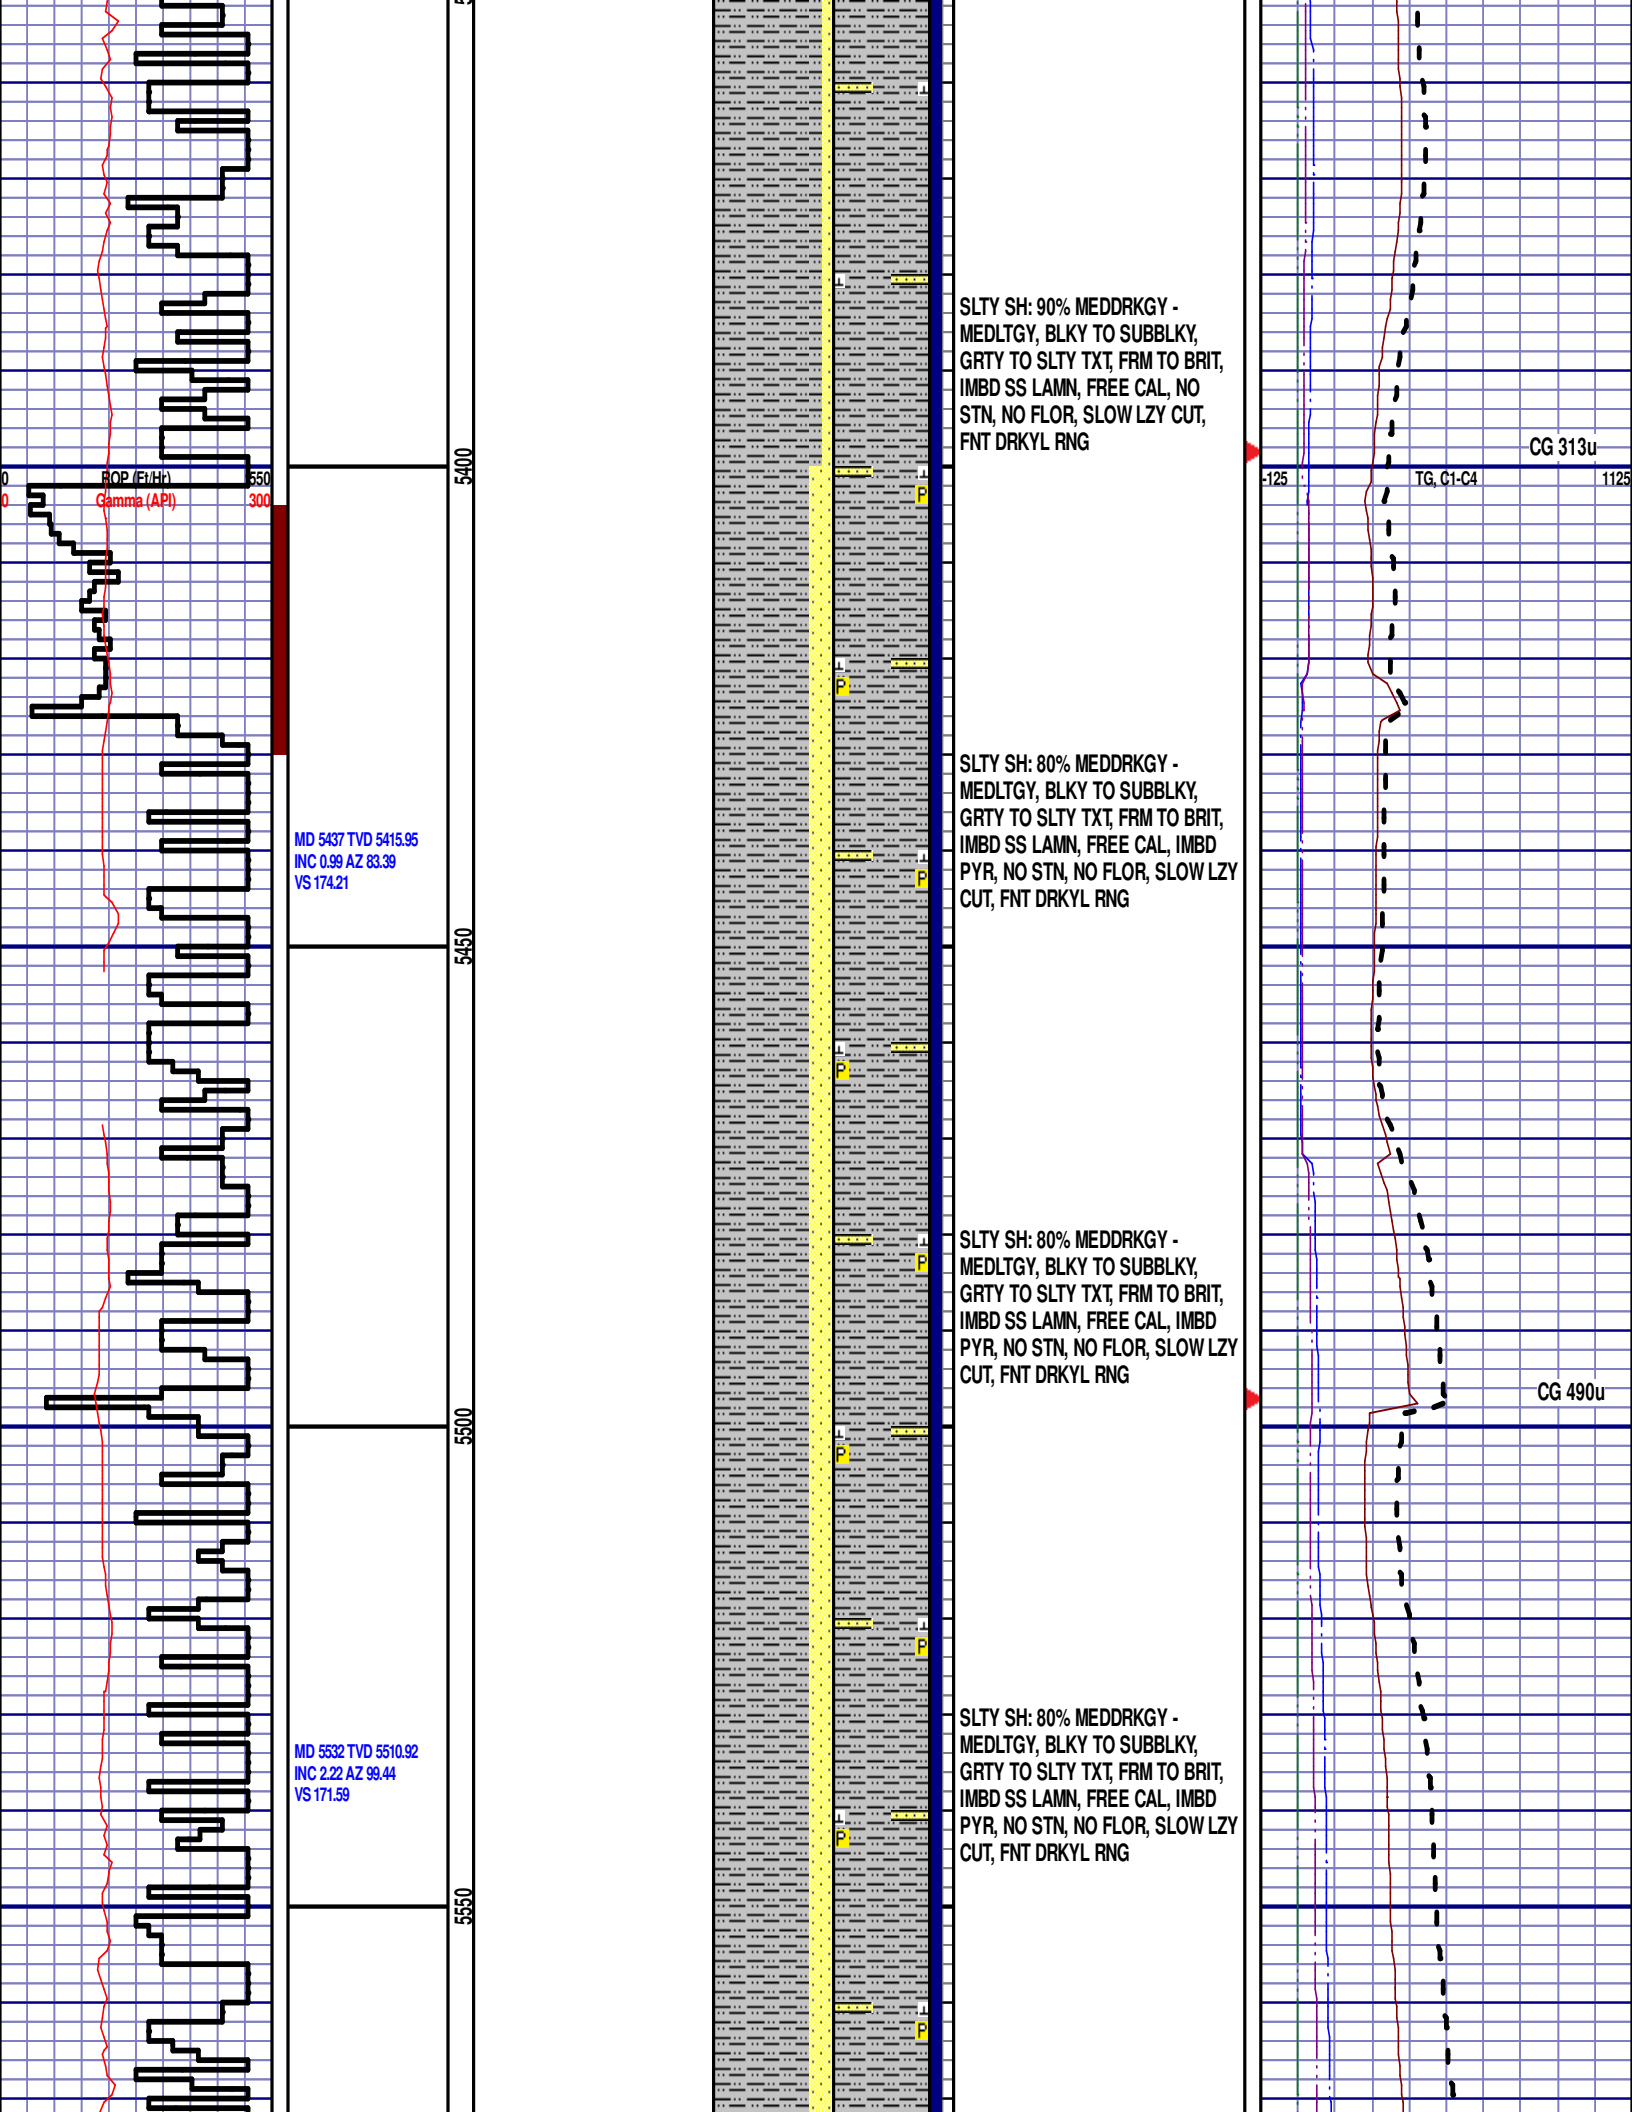 SLTY SH: 90% MEDDRKGY -
MEDLTGY, BLKY TO SUBBLKY,
GRTY TO SLTY TXT, FRM TO BRIT,
IMBD SS LAMN, FREE CAL, NO
STN, NO FLOR, SLOW LZY CUT,
FNT DRKYL RNG
CG 313u
5400
0 ROP (Ft/Hr) 550
0 Gamma (API) 300
-125 TG, C1-C4 1125
P
P
SLTY SH: 80% MEDDRKGY -
MEDLTGY, BLKY TO SUBBLKY,
GRTY TO SLTY TXT, FRM TO BRIT,
IMBD SS LAMN, FREE CAL, IMBD
PYR, NO STN, NO FLOR, SLOW LZY
CUT, FNT DRKYL RNG
MD 5437 TVD 5415.95
INC 0.99 AZ 83.39
VS 174.21
P
5450
P
SLTY SH: 80% MEDDRKGY -
MEDLTGY, BLKY TO SUBBLKY,
GRTY TO SLTY TXT, FRM TO BRIT,
IMBD SS LAMN, FREE CAL, IMBD
PYR, NO STN, NO FLOR, SLOW LZY
CUT, FNT DRKYL RNG
P
CG 490u
5500
P
P
SLTY SH: 80% MEDDRKGY -
MEDLTGY, BLKY TO SUBBLKY,
GRTY TO SLTY TXT, FRM TO BRIT,
IMBD SS LAMN, FREE CAL, IMBD
PYR, NO STN, NO FLOR, SLOW LZY
CUT, FNT DRKYL RNG
MD 5532 TVD 5510.92
INC 2.22 AZ 99.44
VS 171.59
P
5550
P